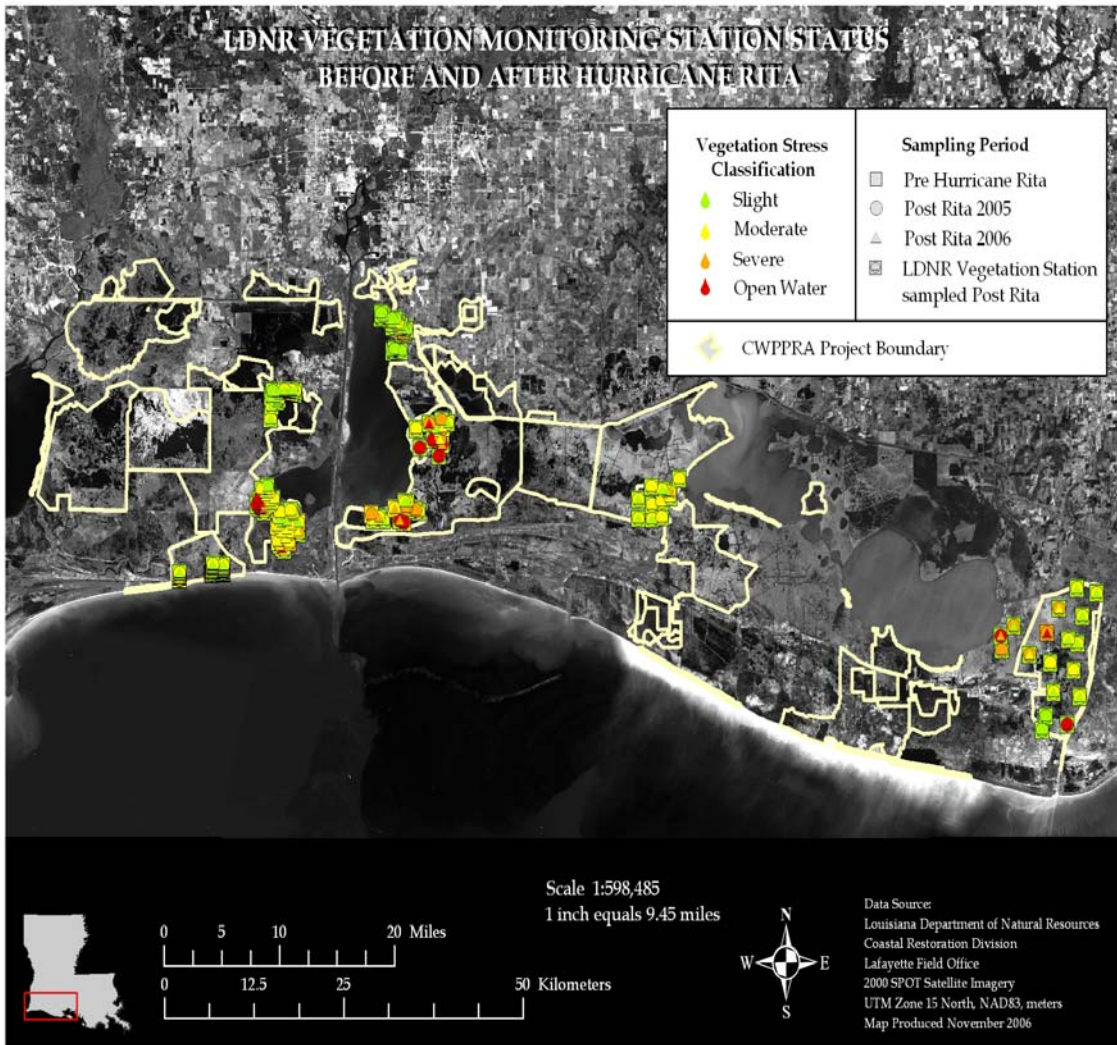 LDNR VEGETATION MONITORING STATION STATUS
BEFORE AND AFTER HURRICANE RITA
Vegetation Stress
Classification
Slight
Moderate
Severe
Open Water
Sampling Period
Pre Hurricane Rita
Post Rita 2005
Post Rita 2006
LDNR Vegetation Station
sampled Post Rita
CWPPRA Project Boundary
Scale 1:598,485
1 inch equals 9.45 miles
0 5 10 20 Miles
0 12.5 25 50 Kilometers
N
W E
S
Data Source:
Louisiana Department of Natural Resources
Coastal Restoration Division
Lafayette Field Office
2000 SPOT Satellite Imagery
UTM Zone 15 North, NAD83, meters
Map Produced November 2006